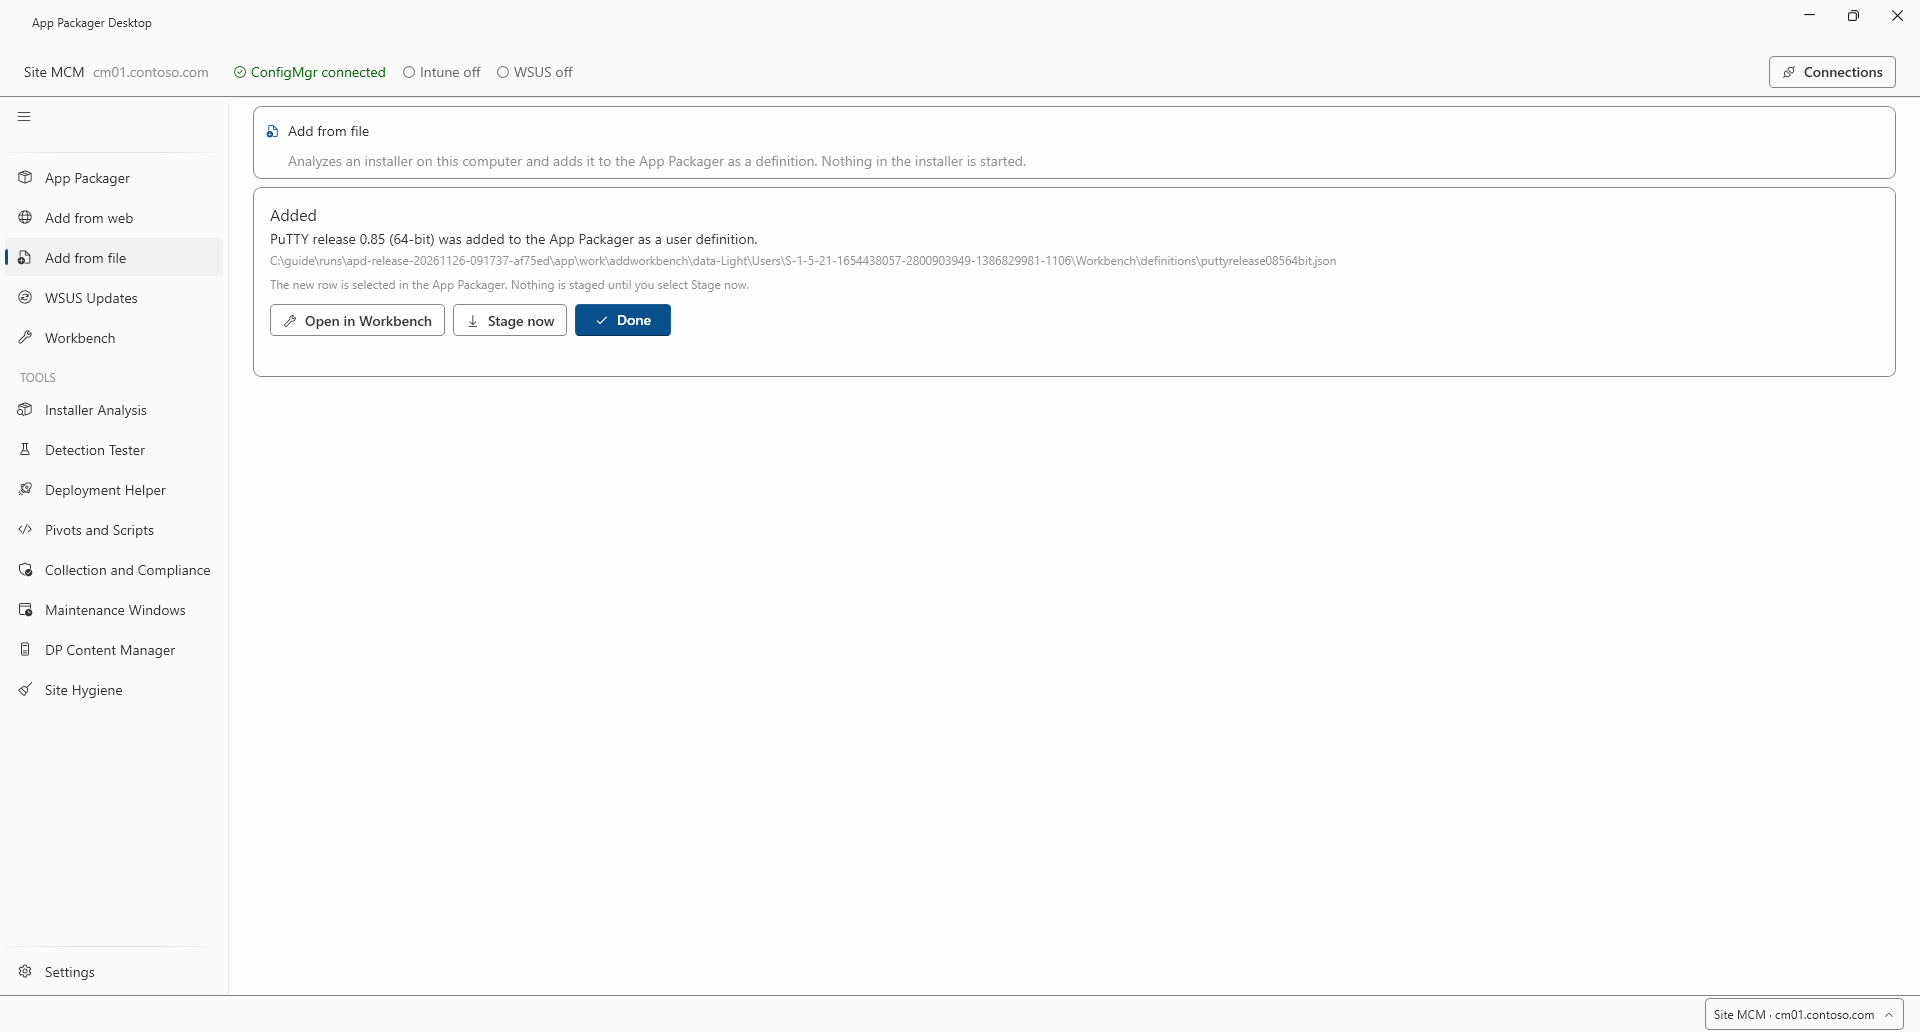 App Packager Desktop
Site MCM cm01.contoso.com ConfigMgr connected Intune off WSUS off Connections
Add from file
Analyzes an installer on this computer and adds it to the App Packager as a definition. Nothing in the installer is started.
App Packager
Add from web
Add from file
WSUS Updates
Workbench
TOOLS
Installer Analysis
Detection Tester
Deployment Helper
Pivots and Scripts
Collection and Compliance
Maintenance Windows
DP Content Manager
Site Hygiene
Settings
Added
PuTTY release 0.85 (64-bit) was added to the App Packager as a user definition.
C:\guide\runs\apd-release-20261126-091737-af75ed\app\work\addworkbench\data-Light\Users\S-1-5-21-1654438057-2800903949-1386829981-1106\Workbench\definitions\puttyrelease08564bit.json
The new row is selected in the App Packager. Nothing is staged until you select Stage now.
Open in Workbench Stage now Done
Site MCM · cm01.contoso.com